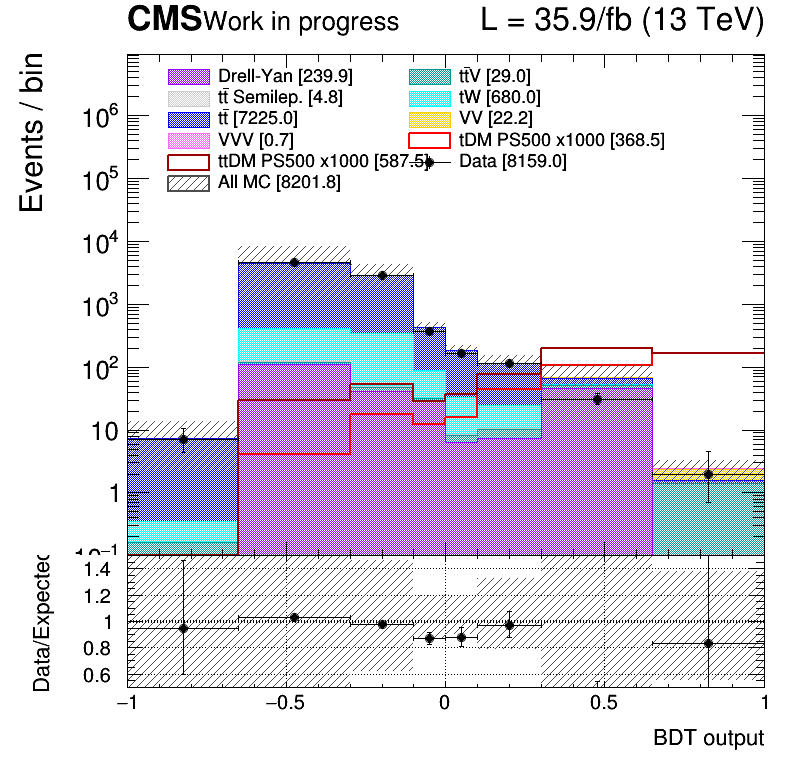 CMS Work in progress L = 35.9/fb (13 TeV)
Events / bin
Drell-Yan [239.9] tt̄V [29.0]
tt̄ Semilep. [4.8] tW [680.0]
tt̄ [7225.0] VV [22.2]
VVV [0.7] tDM PS500 x1000 [368.5]
ttDM PS500 x1000 [587.5] Data [8159.0]
All MC [8201.8]
10⁶
10⁵
10⁴
10³
10²
10
1
10⁻¹
Data/Expected
1.4
1.2
1
0.8
0.6
−1 −0.5 0 0.5 1
BDT output